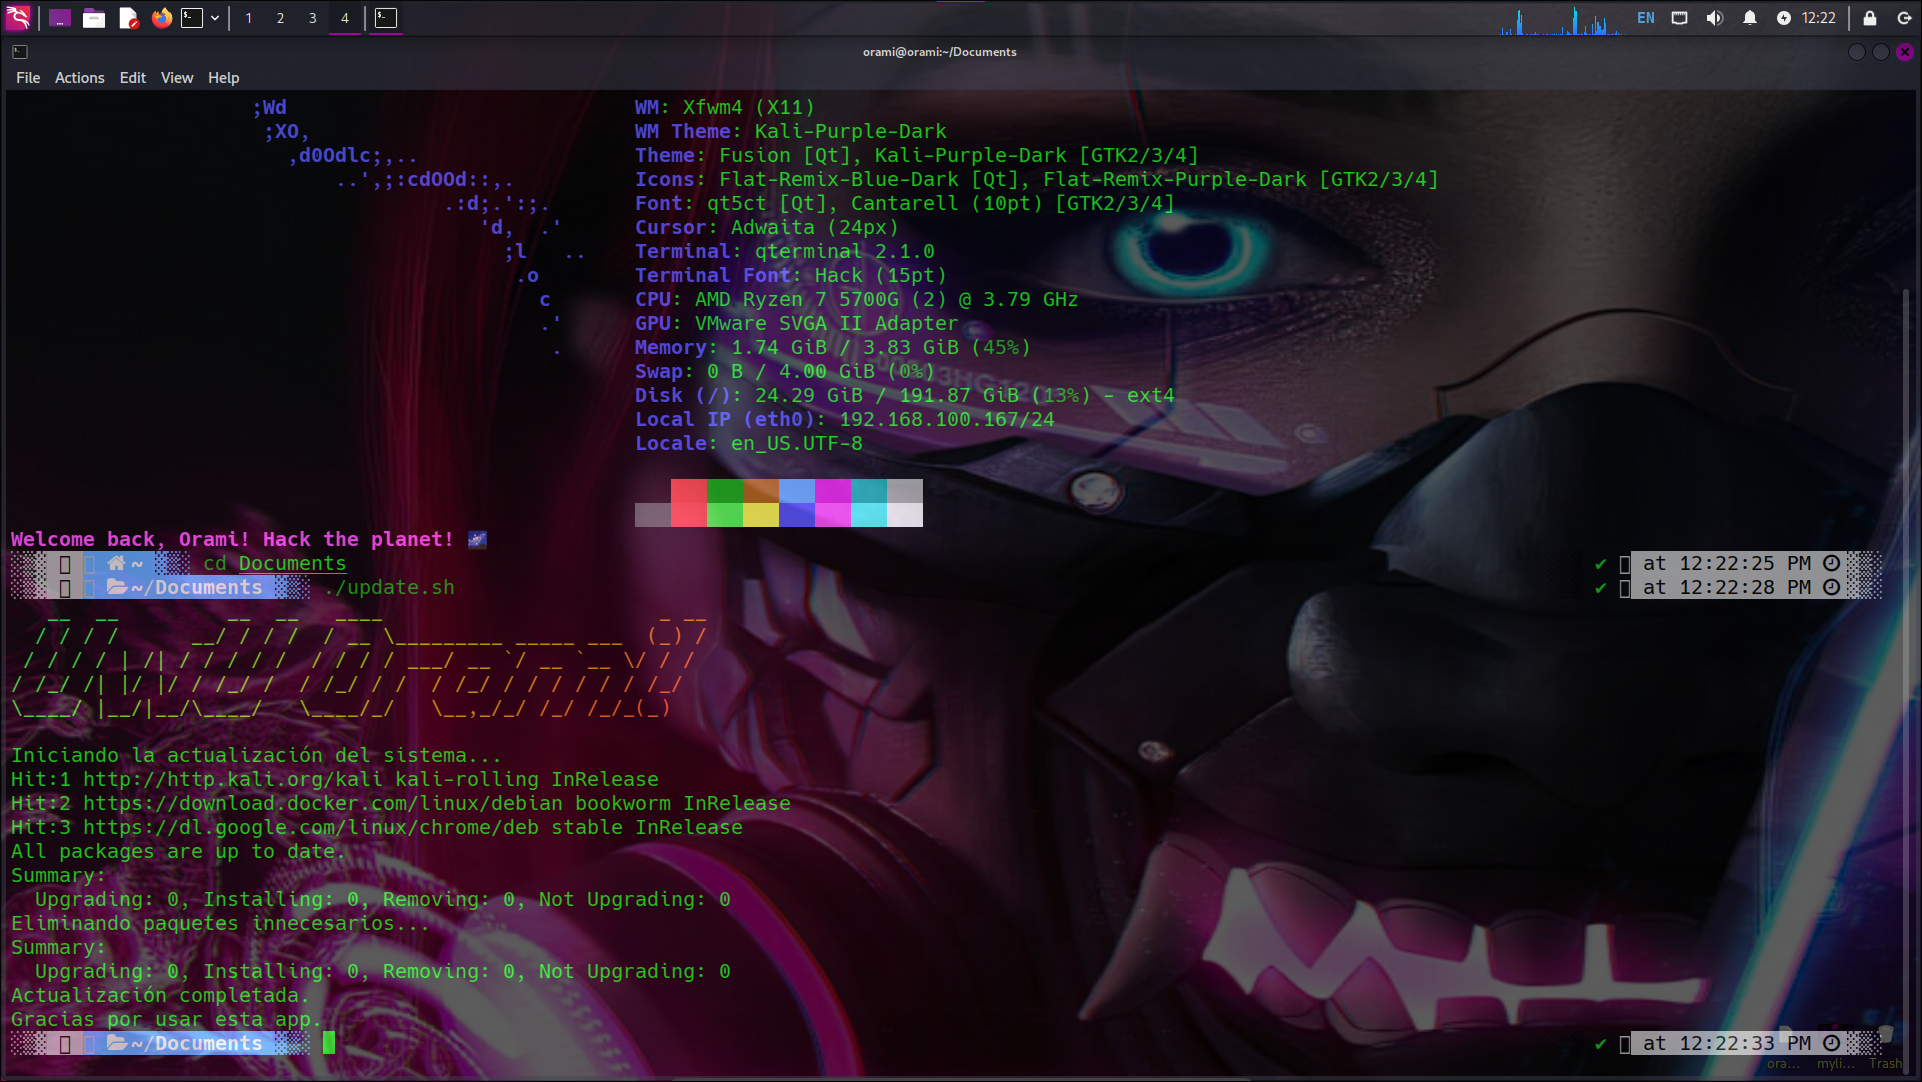 1 2 3 4
EN
12:22
orami@orami:~/Documents
File Actions Edit View Help
;Wd
;XO,
,d0Odlc;,..
..',;:cdOOd::,.
.:d;.':;.
'd,  .'
;l   ..
.o
c
.'
.
WM: Xfwm4 (X11)
WM Theme: Kali-Purple-Dark
Theme: Fusion [Qt], Kali-Purple-Dark [GTK2/3/4]
Icons: Flat-Remix-Blue-Dark [Qt], Flat-Remix-Purple-Dark [GTK2/3/4]
Font: qt5ct [Qt], Cantarell (10pt) [GTK2/3/4]
Cursor: Adwaita (24px)
Terminal: qterminal 2.1.0
Terminal Font: Hack (15pt)
CPU: AMD Ryzen 7 5700G (2) @ 3.79 GHz
GPU: VMware SVGA II Adapter
Memory: 1.74 GiB / 3.83 GiB (45%)
Swap: 0 B / 4.00 GiB (0%)
Disk (/): 24.29 GiB / 191.87 GiB (13%) - ext4
Local IP (eth0): 192.168.100.167/24
Locale: en_US.UTF-8
Welcome back, Orami! Hack the planet! 🌌
~ cd Documents ✔ at 12:22:25 PM
~/Documents ./update.sh ✔ at 12:22:28 PM
Iniciando la actualización del sistema...
Hit:1 http://http.kali.org/kali kali-rolling InRelease
Hit:2 https://download.docker.com/linux/debian bookworm InRelease
Hit:3 https://dl.google.com/linux/chrome/deb stable InRelease
All packages are up to date.
Summary:
Upgrading: 0, Installing: 0, Removing: 0, Not Upgrading: 0
Eliminando paquetes innecesarios...
Summary:
Upgrading: 0, Installing: 0, Removing: 0, Not Upgrading: 0
Actualización completada.
Gracias por usar esta app.
~/Documents ✔ at 12:22:33 PM
ora... myli... Trash